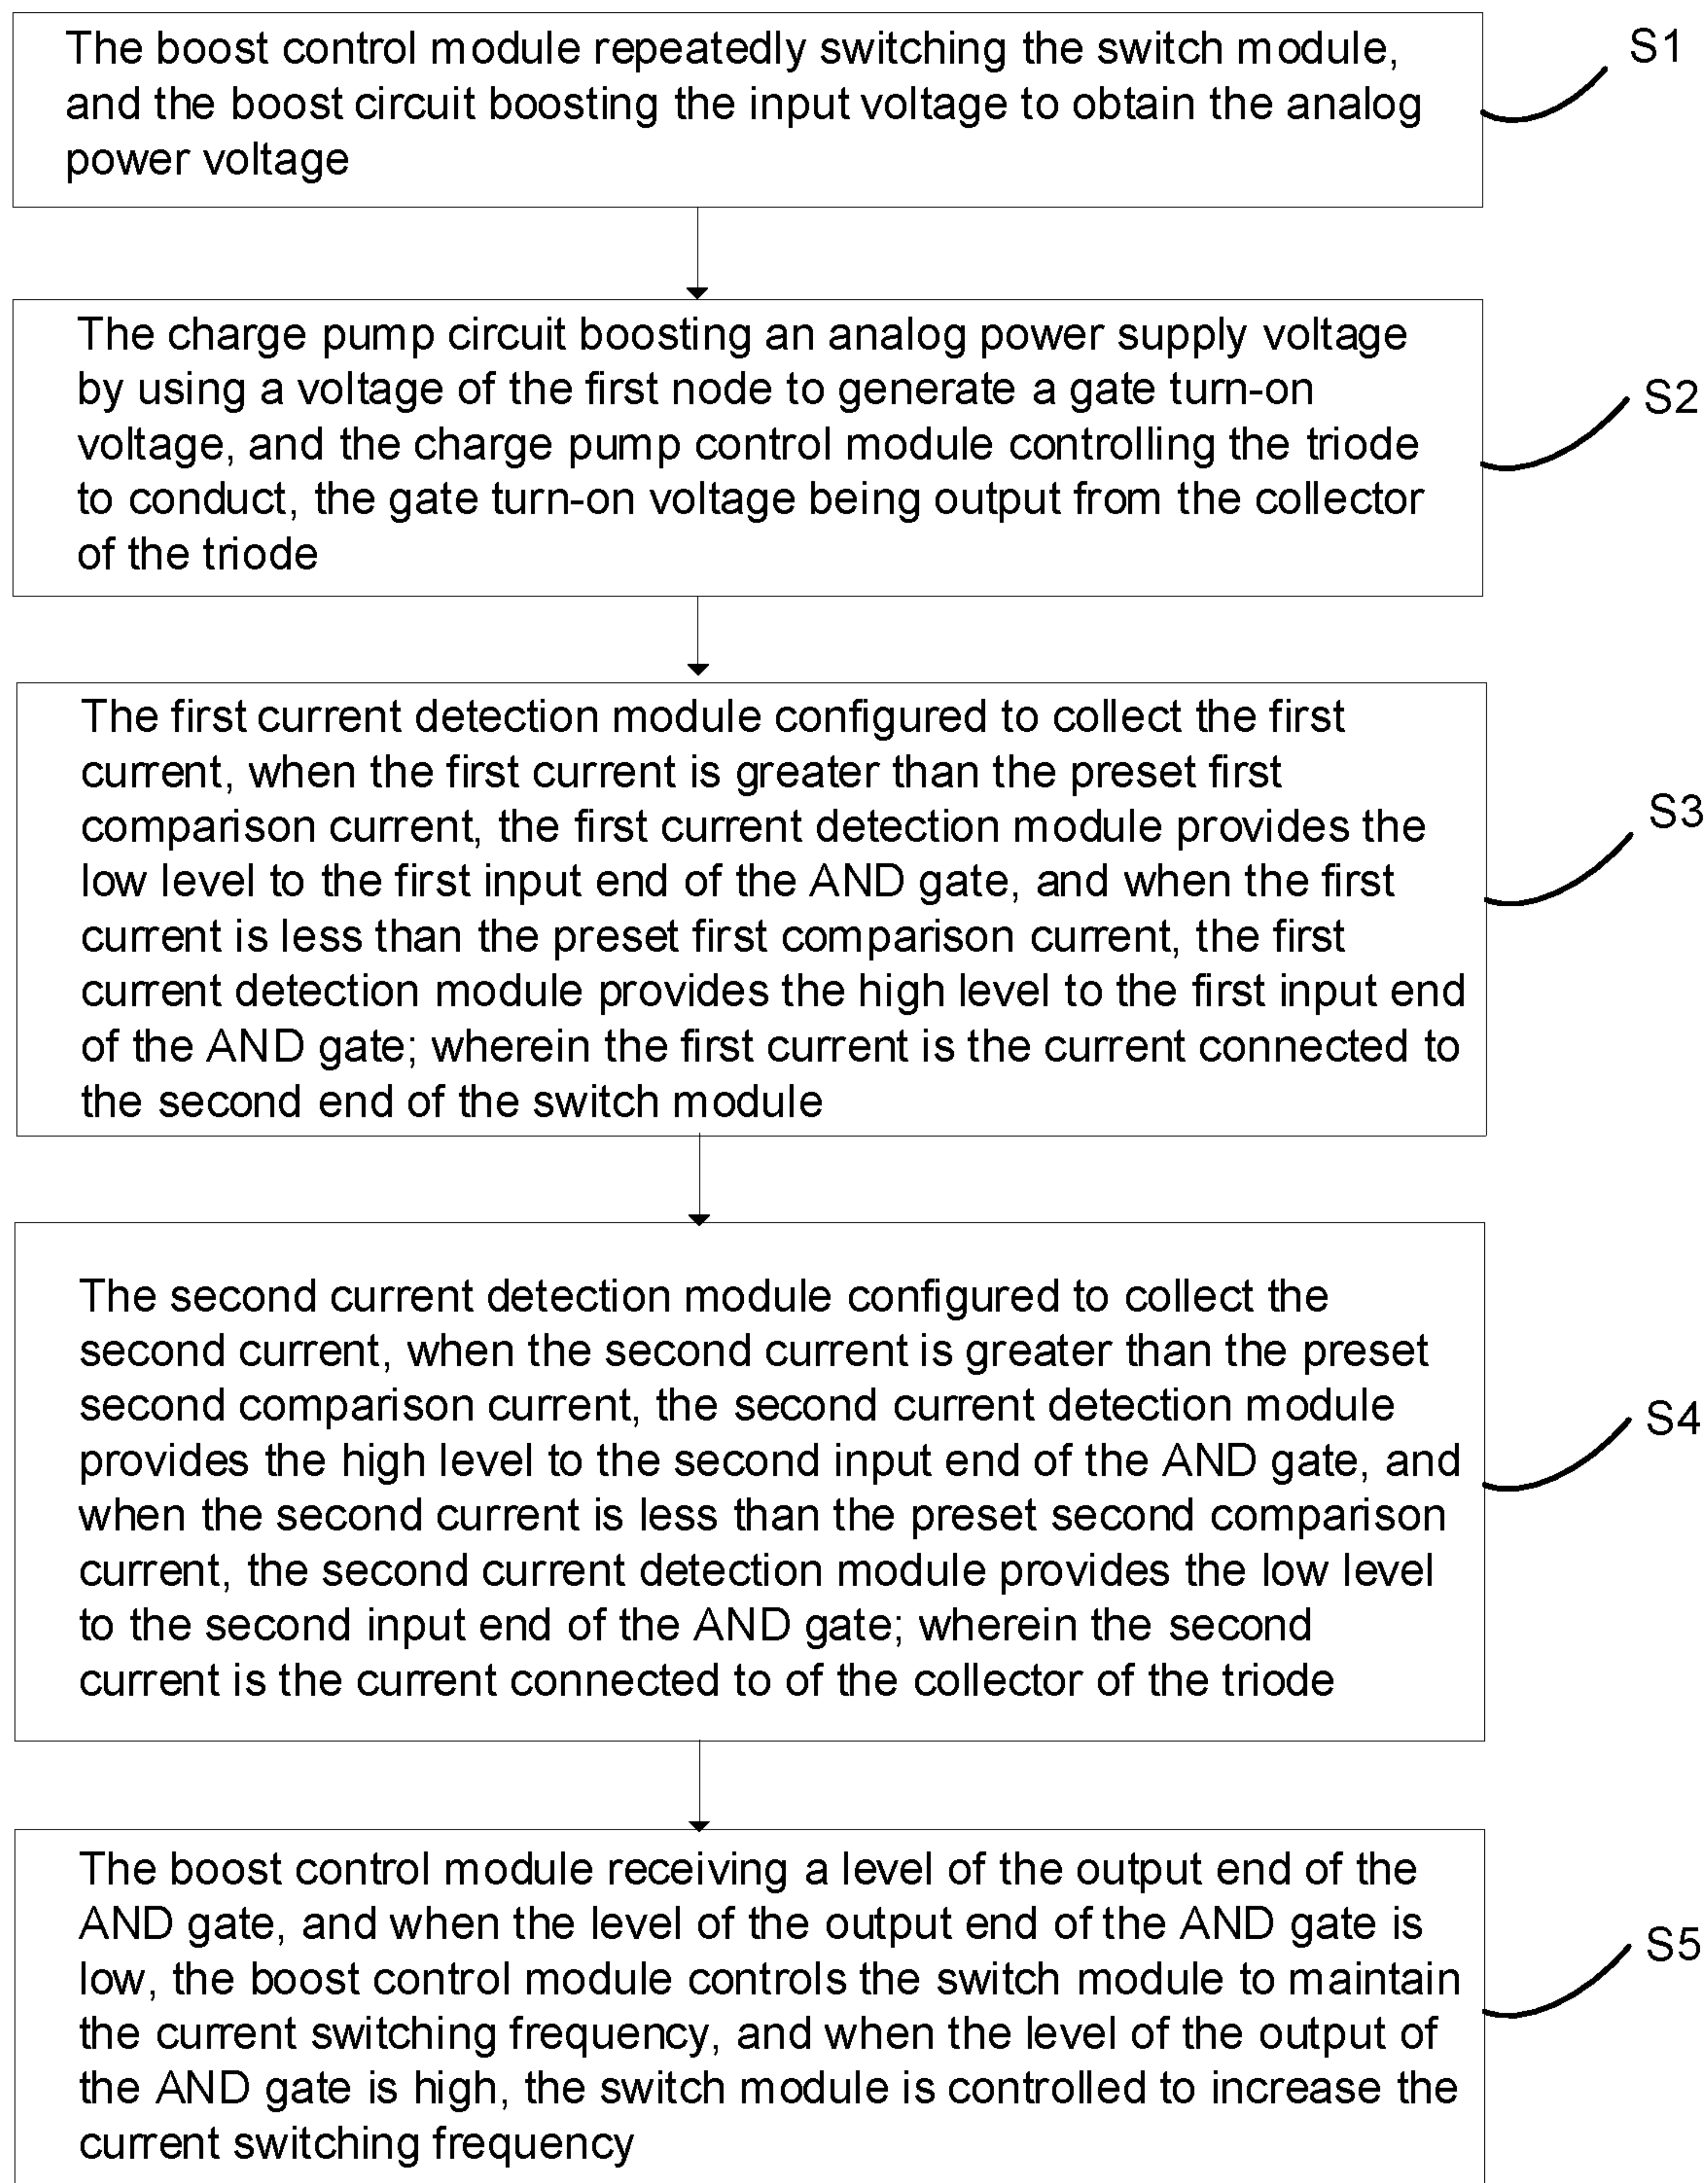 The boost control module repeatedly switching the switch module,
and the boost circuit boosting the input voltage to obtain the analog
power voltage
S1
The charge pump circuit boosting an analog power supply voltage
by using a voltage of the first node to generate a gate turn-on
voltage, and the charge pump control module controlling the triode
to conduct, the gate turn-on voltage being output from the collector
of the triode
S2
The first current detection module configured to collect the first
current, when the first current is greater than the preset first
comparison current, the first current detection module provides the
low level to the first input end of the AND gate, and when the first
current is less than the preset first comparison current, the first
current detection module provides the high level to the first input end
of the AND gate; wherein the first current is the current connected to
the second end of the switch module
S3
The second current detection module configured to collect the
second current, when the second current is greater than the preset
second comparison current, the second current detection module
provides the high level to the second input end of the AND gate, and
when the second current is less than the preset second comparison
current, the second current detection module provides the low level
to the second input end of the AND gate; wherein the second
current is the current connected to of the collector of the triode
S4
The boost control module receiving a level of the output end of the
AND gate, and when the level of the output end of the AND gate is
low, the boost control module controls the switch module to maintain
the current switching frequency, and when the level of the output of
the AND gate is high, the switch module is controlled to increase the
current switching frequency
S5